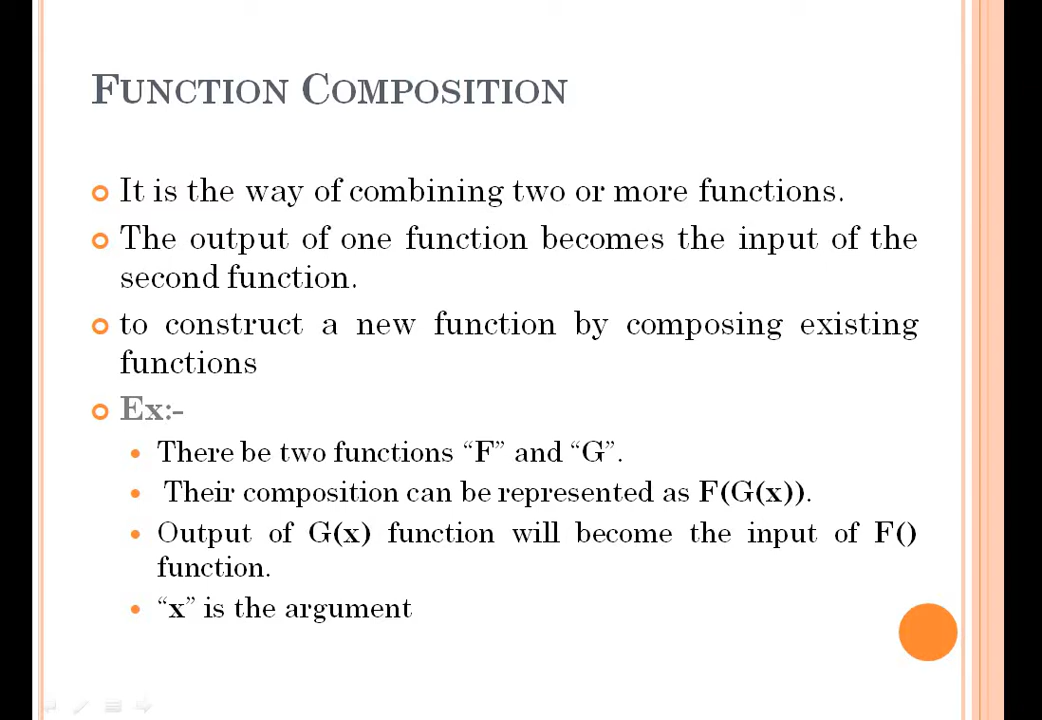 FUNCTION COMPOSITION
It is the way of combining two or more functions.
The output of one function becomes the input of the
second function.
to construct a new function by composing existing
functions
Ex:-
There be two functions “F” and “G”.
Their composition can be represented as F(G(x)).
Output of G(x) function will become the input of F()
function.
“x” is the argument